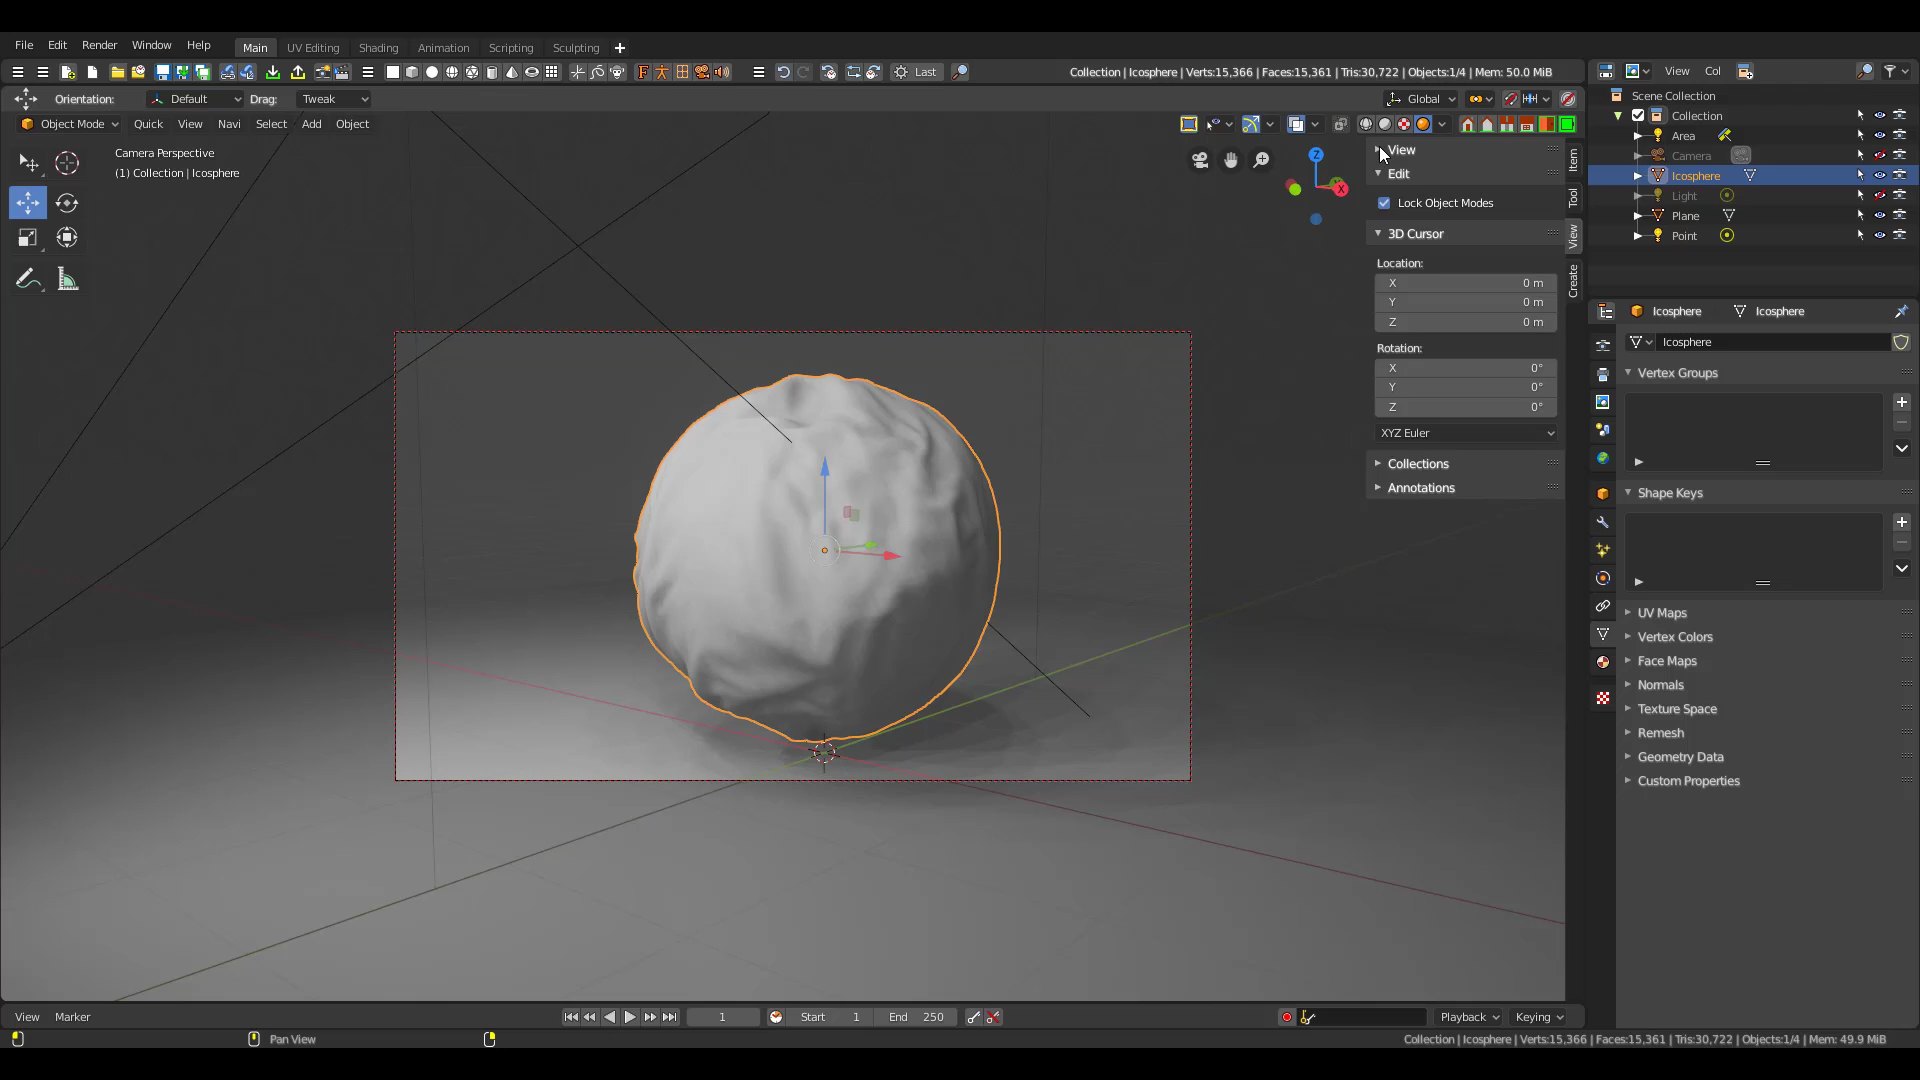 File Edit Render Window Help Main UV Editing Shading Animation Scripting Sculpting
Last Collection | Icosphere | Verts:15,366 | Faces:15,361 | Tris:30,722 | Objects:1/4 | Mem: 50.0 MiB
View Col
Orientation: Default Drag: Tweak Global
Object Mode Quick View Navi Select Add Object
Camera Perspective
(1) Collection | Icosphere
Z
X
View
Edit
Lock Object Modes
3D Cursor
Location:
X 0 m
Y 0 m
Z 0 m
Rotation:
X 0°
Y 0°
Z 0°
XYZ Euler
Collections
Annotations
Item
Tool
View
Create
Scene Collection
Collection
Area
Camera
Icosphere
Light
Plane
Point
Icosphere Icosphere
Icosphere
Vertex Groups
Shape Keys
UV Maps
Vertex Colors
Face Maps
Normals
Texture Space
Remesh
Geometry Data
Custom Properties
View Marker 1 Start 1 End 250 Playback Keying
Pan View Collection | Icosphere | Verts:15,366 | Faces:15,361 | Tris:30,722 | Objects:1/4 | Mem: 49.9 MiB